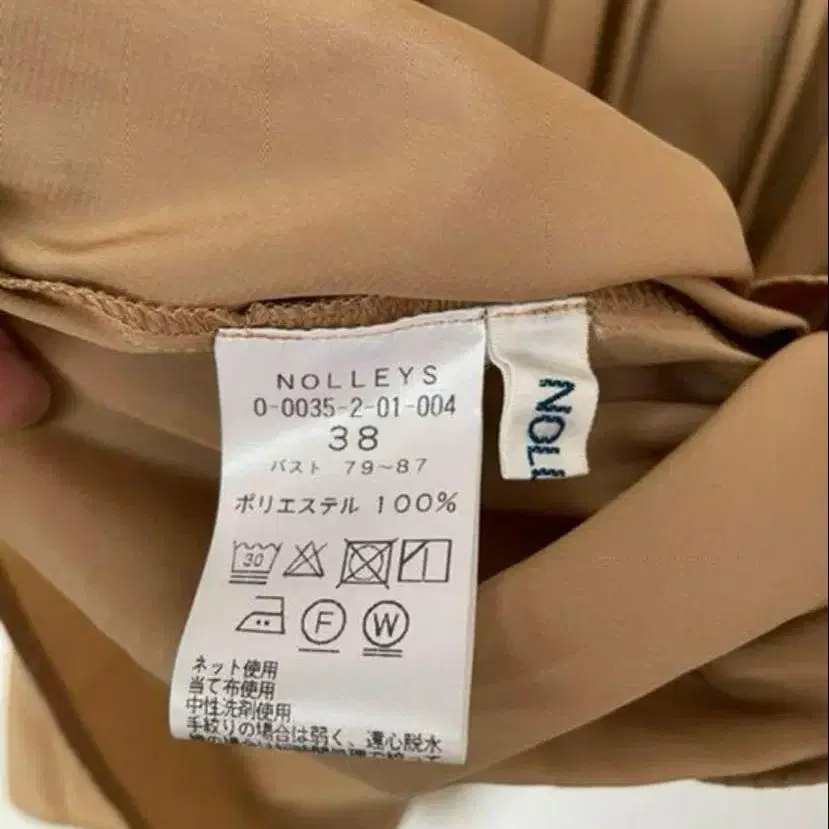 NOLLEYS
0-0035-2-01-004
38
バスト 79~87
ポリエステル 100%
30
F W
ネット使用
当て布使用
中性洗剤使用
手絞りの場合は弱く、遠心脱水
NOLL